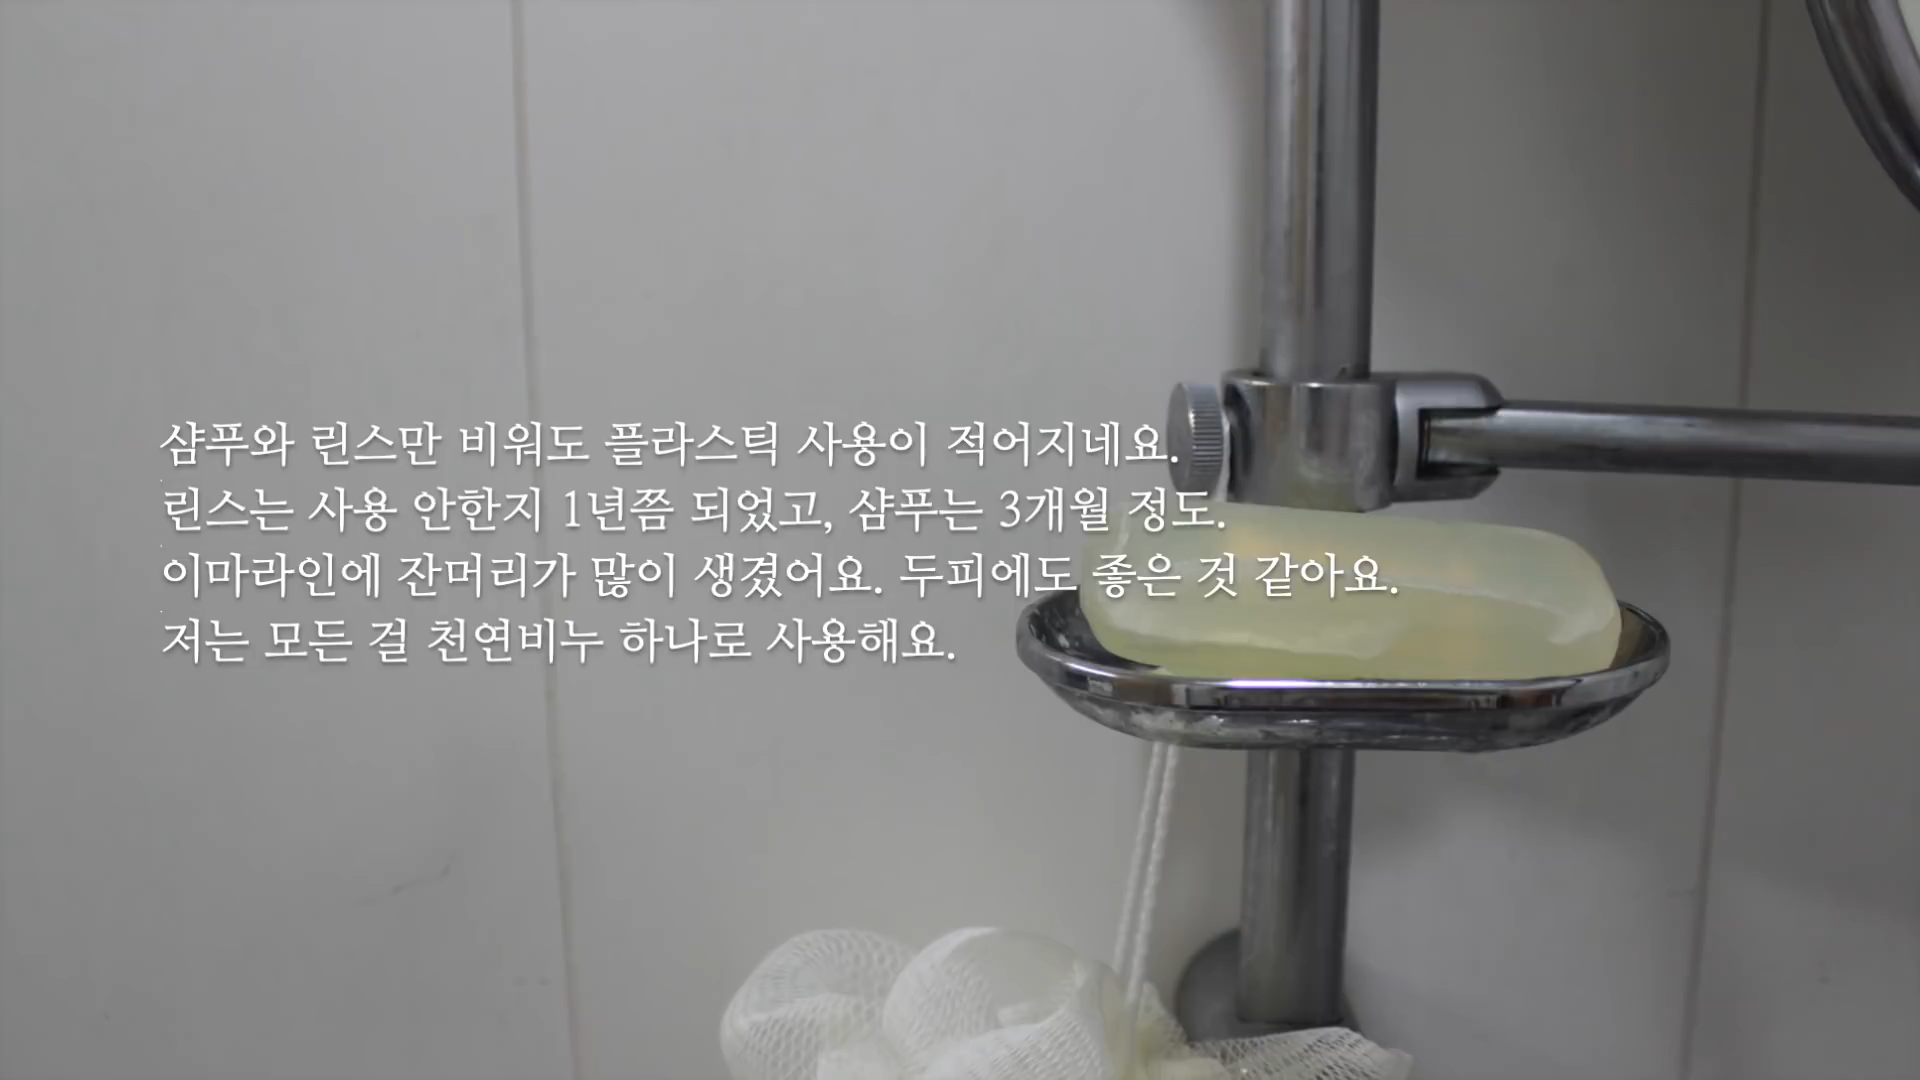 샴푸와 린스만 비워도 플라스틱 사용이 적어지네요.
린스는 사용 안한지 1년쯤 되었고, 샴푸는 3개월 정도.
이마라인에 잔머리가 많이 생겼어요. 두피에도 좋은 것 같아요.
저는 모든 걸 천연비누 하나로 사용해요.